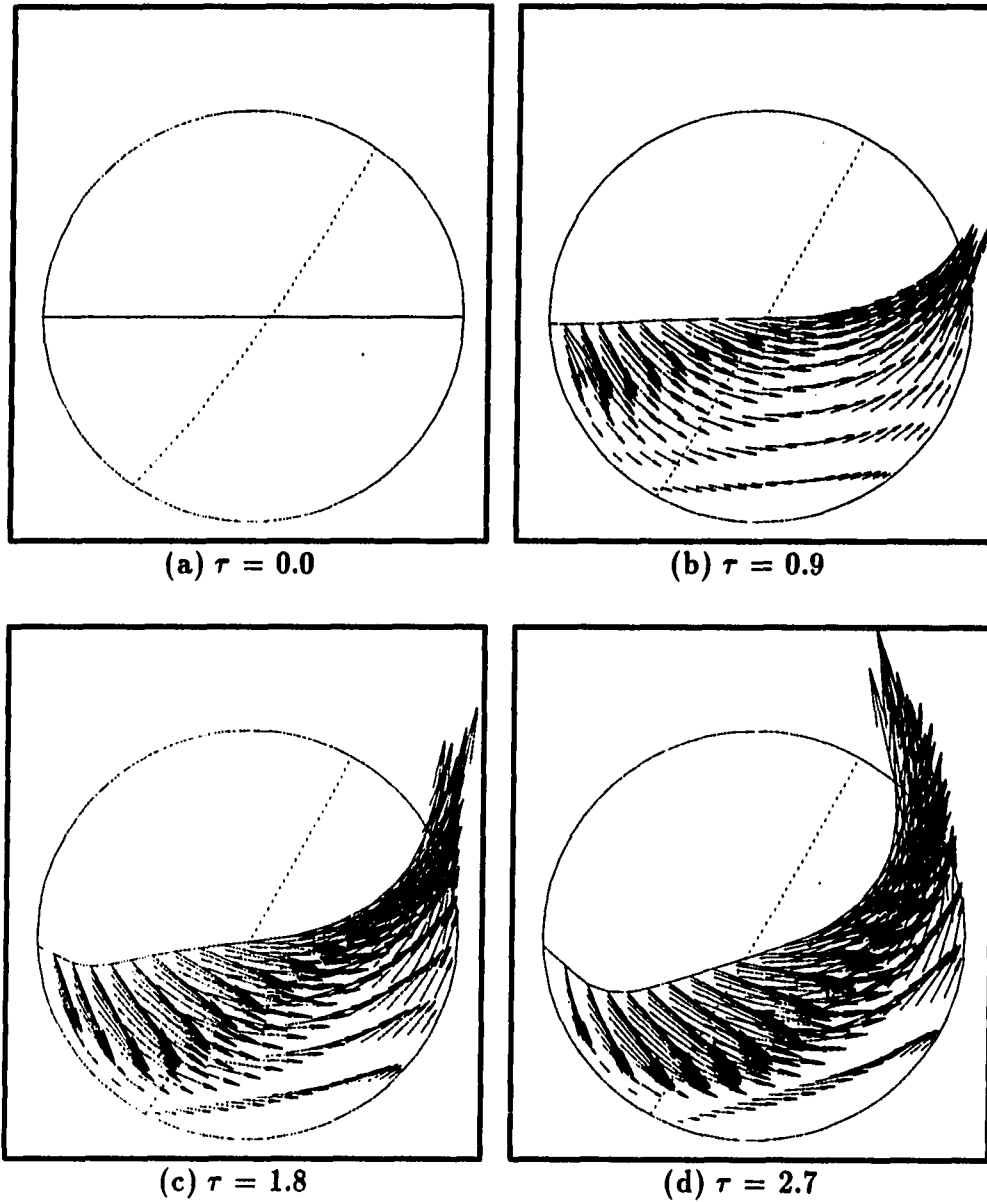 (a) τ = 0.0
(b) τ = 0.9
(c) τ = 1.8
(d) τ = 2.7